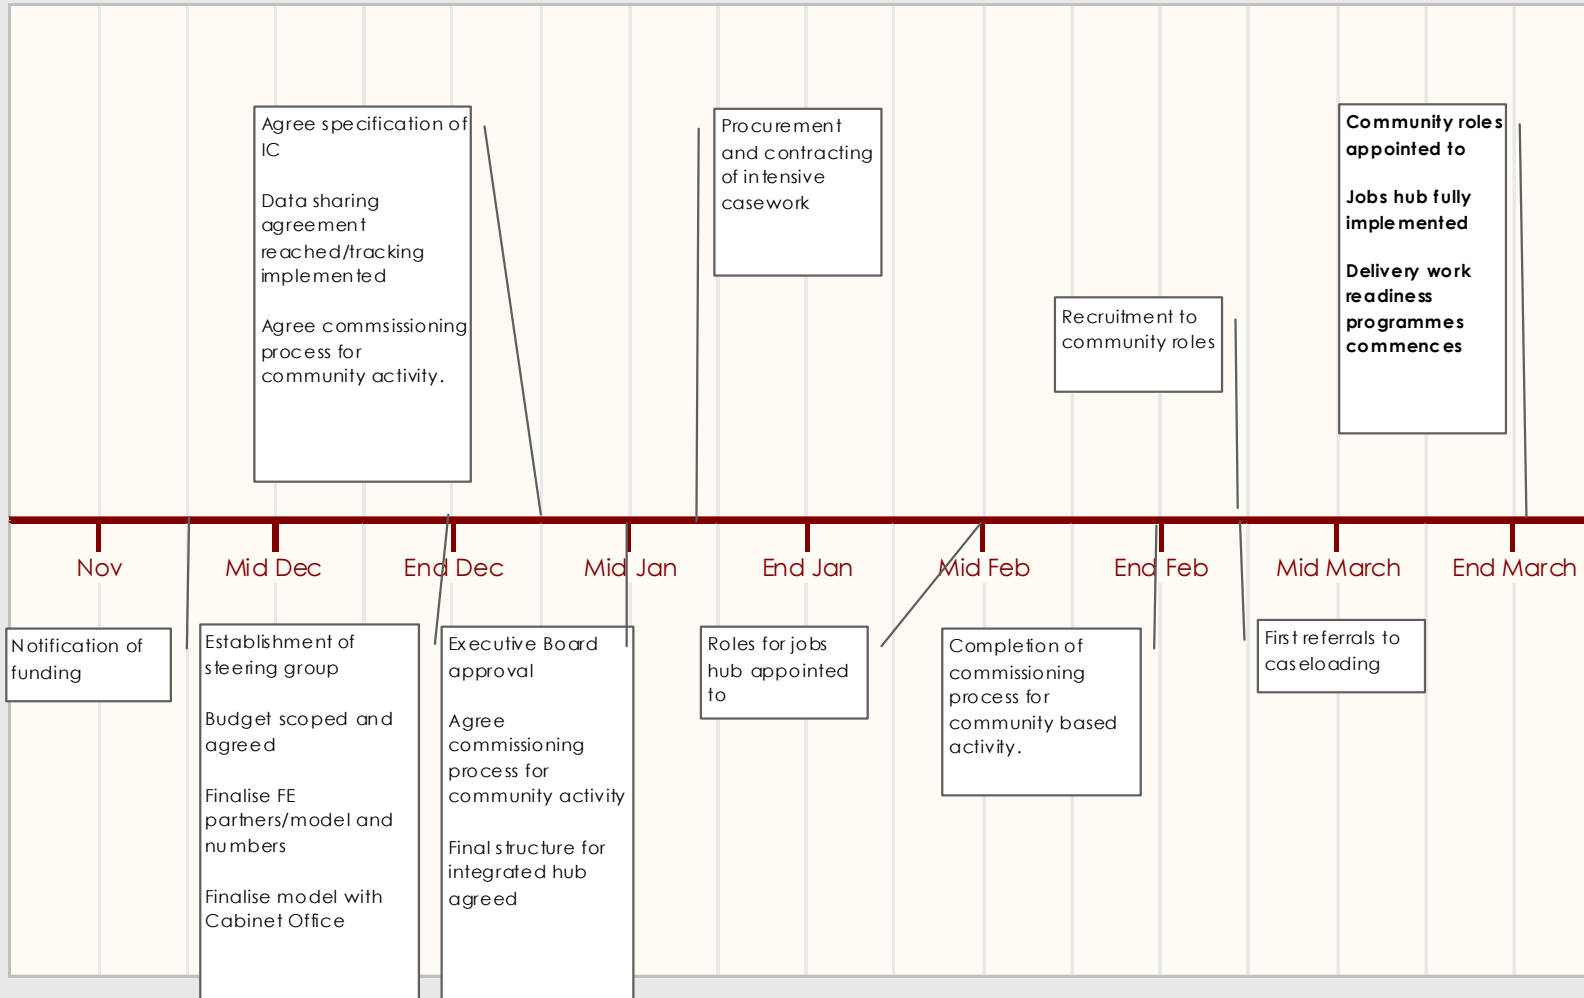 Agree specification of
IC
Data sharing
agreement
reached/tracking
implemented
Agree commsissioning
process for
community activity.
Procurement
and contracting
of intensive
casework
Recruitment to
community roles
Community roles
appointed to
Jobs hub fully
implemented
Delivery work
readiness
programmes
commences
Nov
Mid Dec
End Dec
Mid Jan
End Jan
Mid Feb
End Feb
Mid March
End March
Notification of
funding
Establishment of
steering group
Budget scoped and
agreed
Finalise FE
partners/model and
numbers
Finalise model with
Cabinet Office
Executive Board
approval
Agree
commissioning
process for
community activity
Final structure for
integrated hub
agreed
Roles for jobs
hub appointed
to
Completion of
commissioning
process for
community based
activity.
First referrals to
caseloading